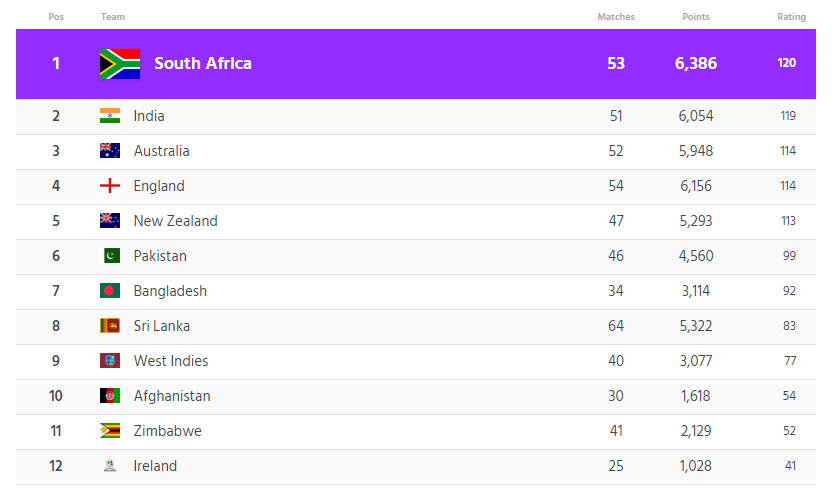 Pos Team Matches Points Rating
1 South Africa 53 6,386 120
2 India 51 6,054 119
3 Australia 52 5,948 114
4 England 54 6,156 114
5 New Zealand 47 5,293 113
6 Pakistan 46 4,560 99
7 Bangladesh 34 3,114 92
8 Sri Lanka 64 5,322 83
9 West Indies 40 3,077 77
10 Afghanistan 30 1,618 54
11 Zimbabwe 41 2,129 52
12 Ireland 25 1,028 41